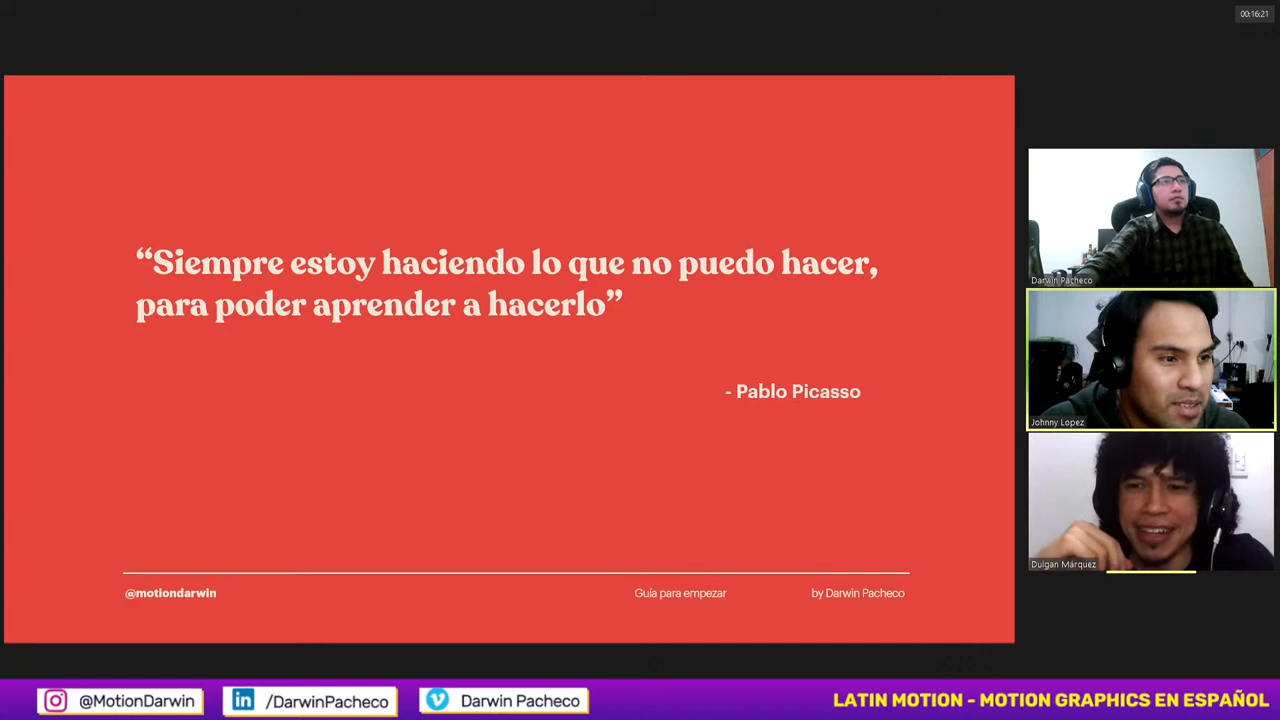 00:16:21
“Siempre estoy haciendo lo que no puedo hacer,
para poder aprender a hacerlo”
- Pablo Picasso
@motiondarwin
Guía para empezar
by Darwin Pacheco
Darwin Pacheco
Johnny Lopez
Dulgan Márquez
@MotionDarwin
/DarwinPacheco
Darwin Pacheco
LATIN MOTION - MOTION GRAPHICS EN ESPAÑOL